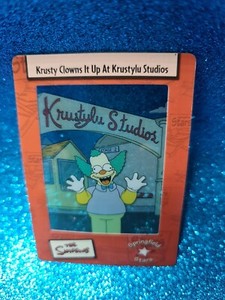 Krusty Clowns It Up At Krustylu Studios
Krustylu Studios
THE
SIMPSONS
Springfield
Stars